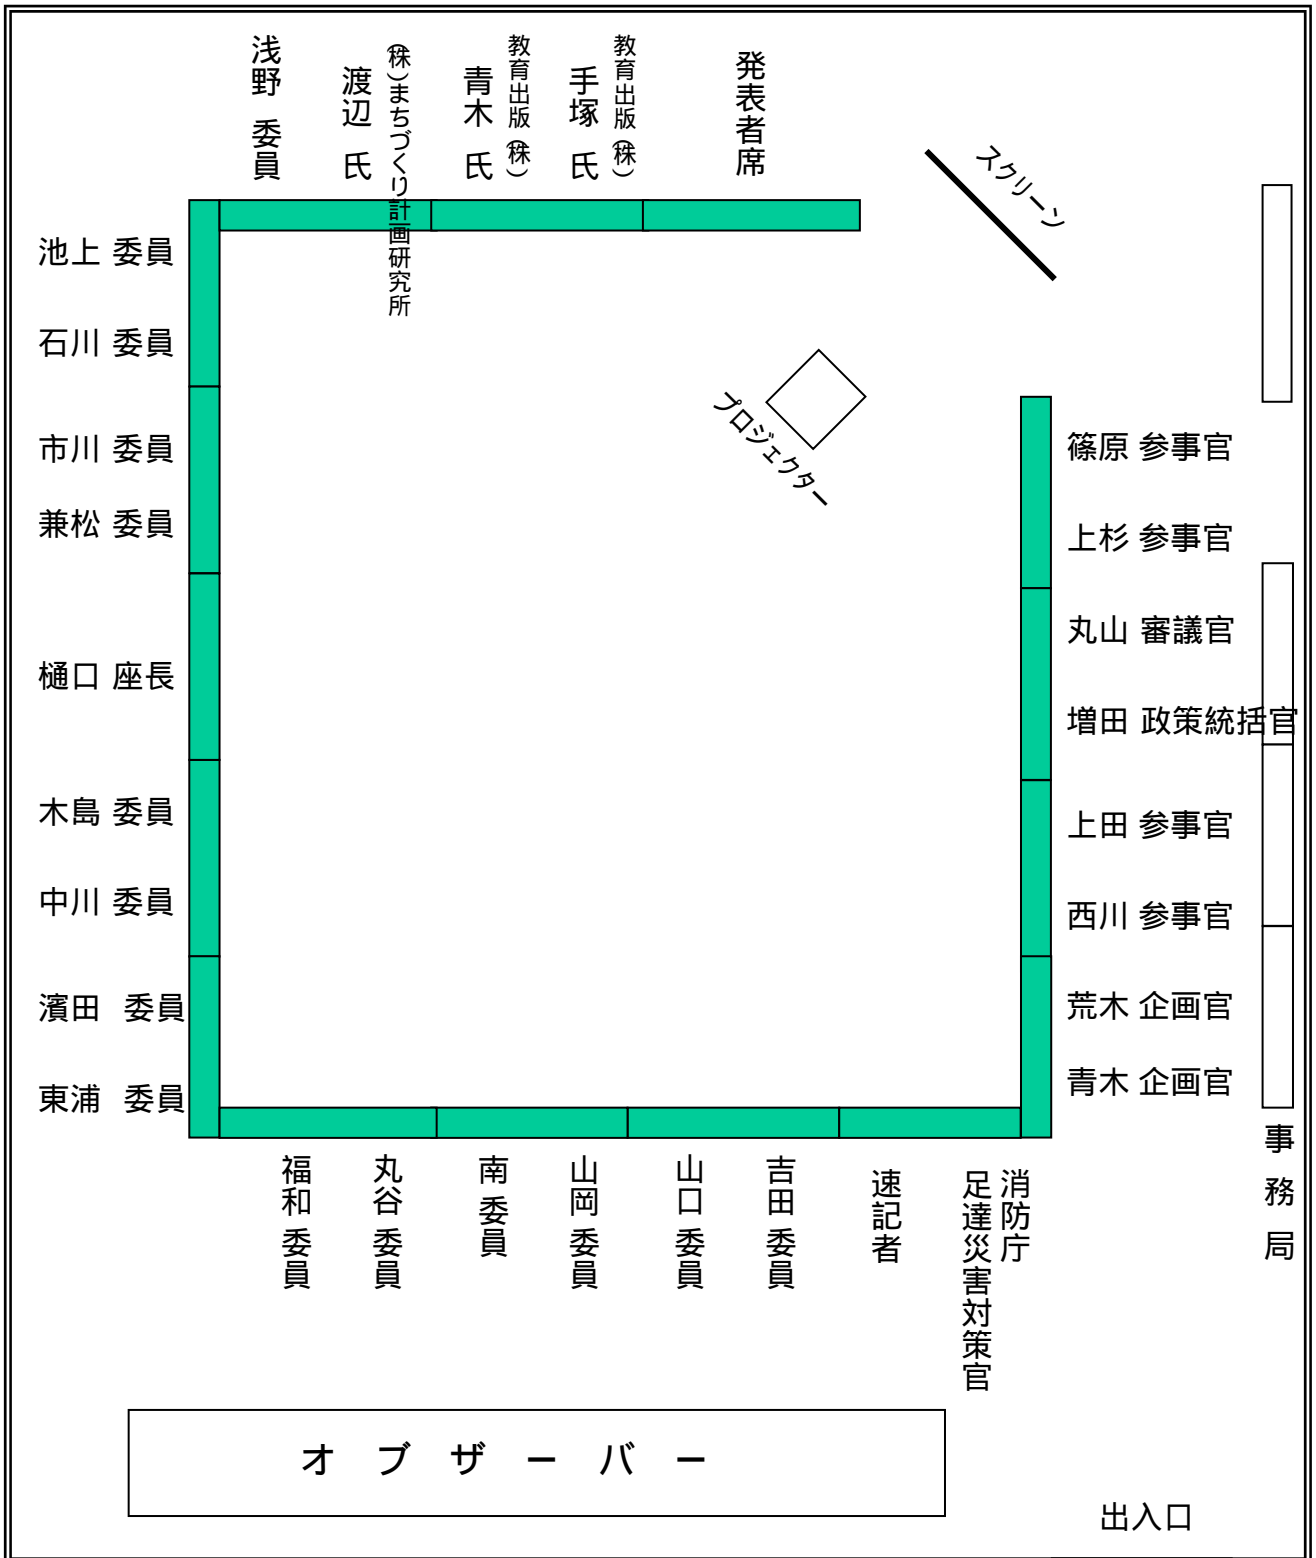 浅野 委員
渡辺 氏
(株)まちづくり計画研究所
青木 氏
教育出版(株)
手塚 氏
教育出版(株)
発表者席
スクリーン
プロジェクター
池上 委員
石川 委員
市川 委員
兼松 委員
樋口 座長
木島 委員
中川 委員
濱田 委員
東浦 委員
篠原 参事官
上杉 参事官
丸山 審議官
増田 政策統括官
上田 参事官
西川 参事官
荒木 企画官
青木 企画官
事務局
福和 委員
丸谷 委員
南 委員
山岡 委員
山口 委員
吉田 委員
速記者
消防庁
足達災害対策官
オブザーバー
出入口